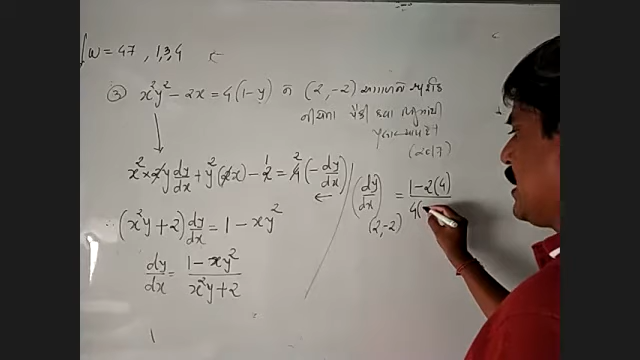 W = 47, 1,3,4 ←
③ x²y² - 2x = 4(1-y) ને (2,-2) આગળનો સ્પર્શક
નીચેના પૈકી કયા બિંદુમાંથી
(2017)
x² × 2y dy/dx + y²(2x) - 2 1 = 4 2 (-dy/dx)
(x²y + 2) dy/dx = 1 - xy²
dy/dx = (1 - xy²)/(x²y + 2)
(dy/dx)(2,-2) = 1-2(4) / 4(